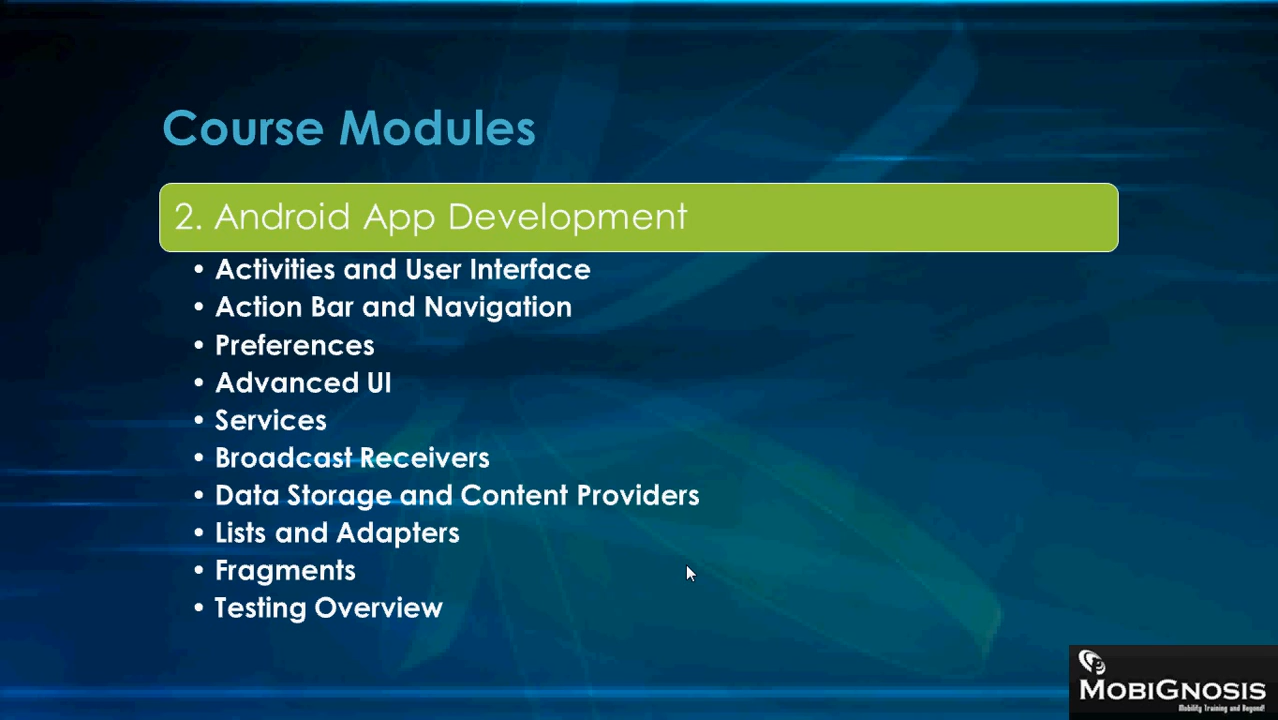 Course Modules
2. Android App Development
• Activities and User Interface
• Action Bar and Navigation
• Preferences
• Advanced UI
• Services
• Broadcast Receivers
• Data Storage and Content Providers
• Lists and Adapters
• Fragments
• Testing Overview
MOBIGNOSIS
Mobility Training and Beyond!